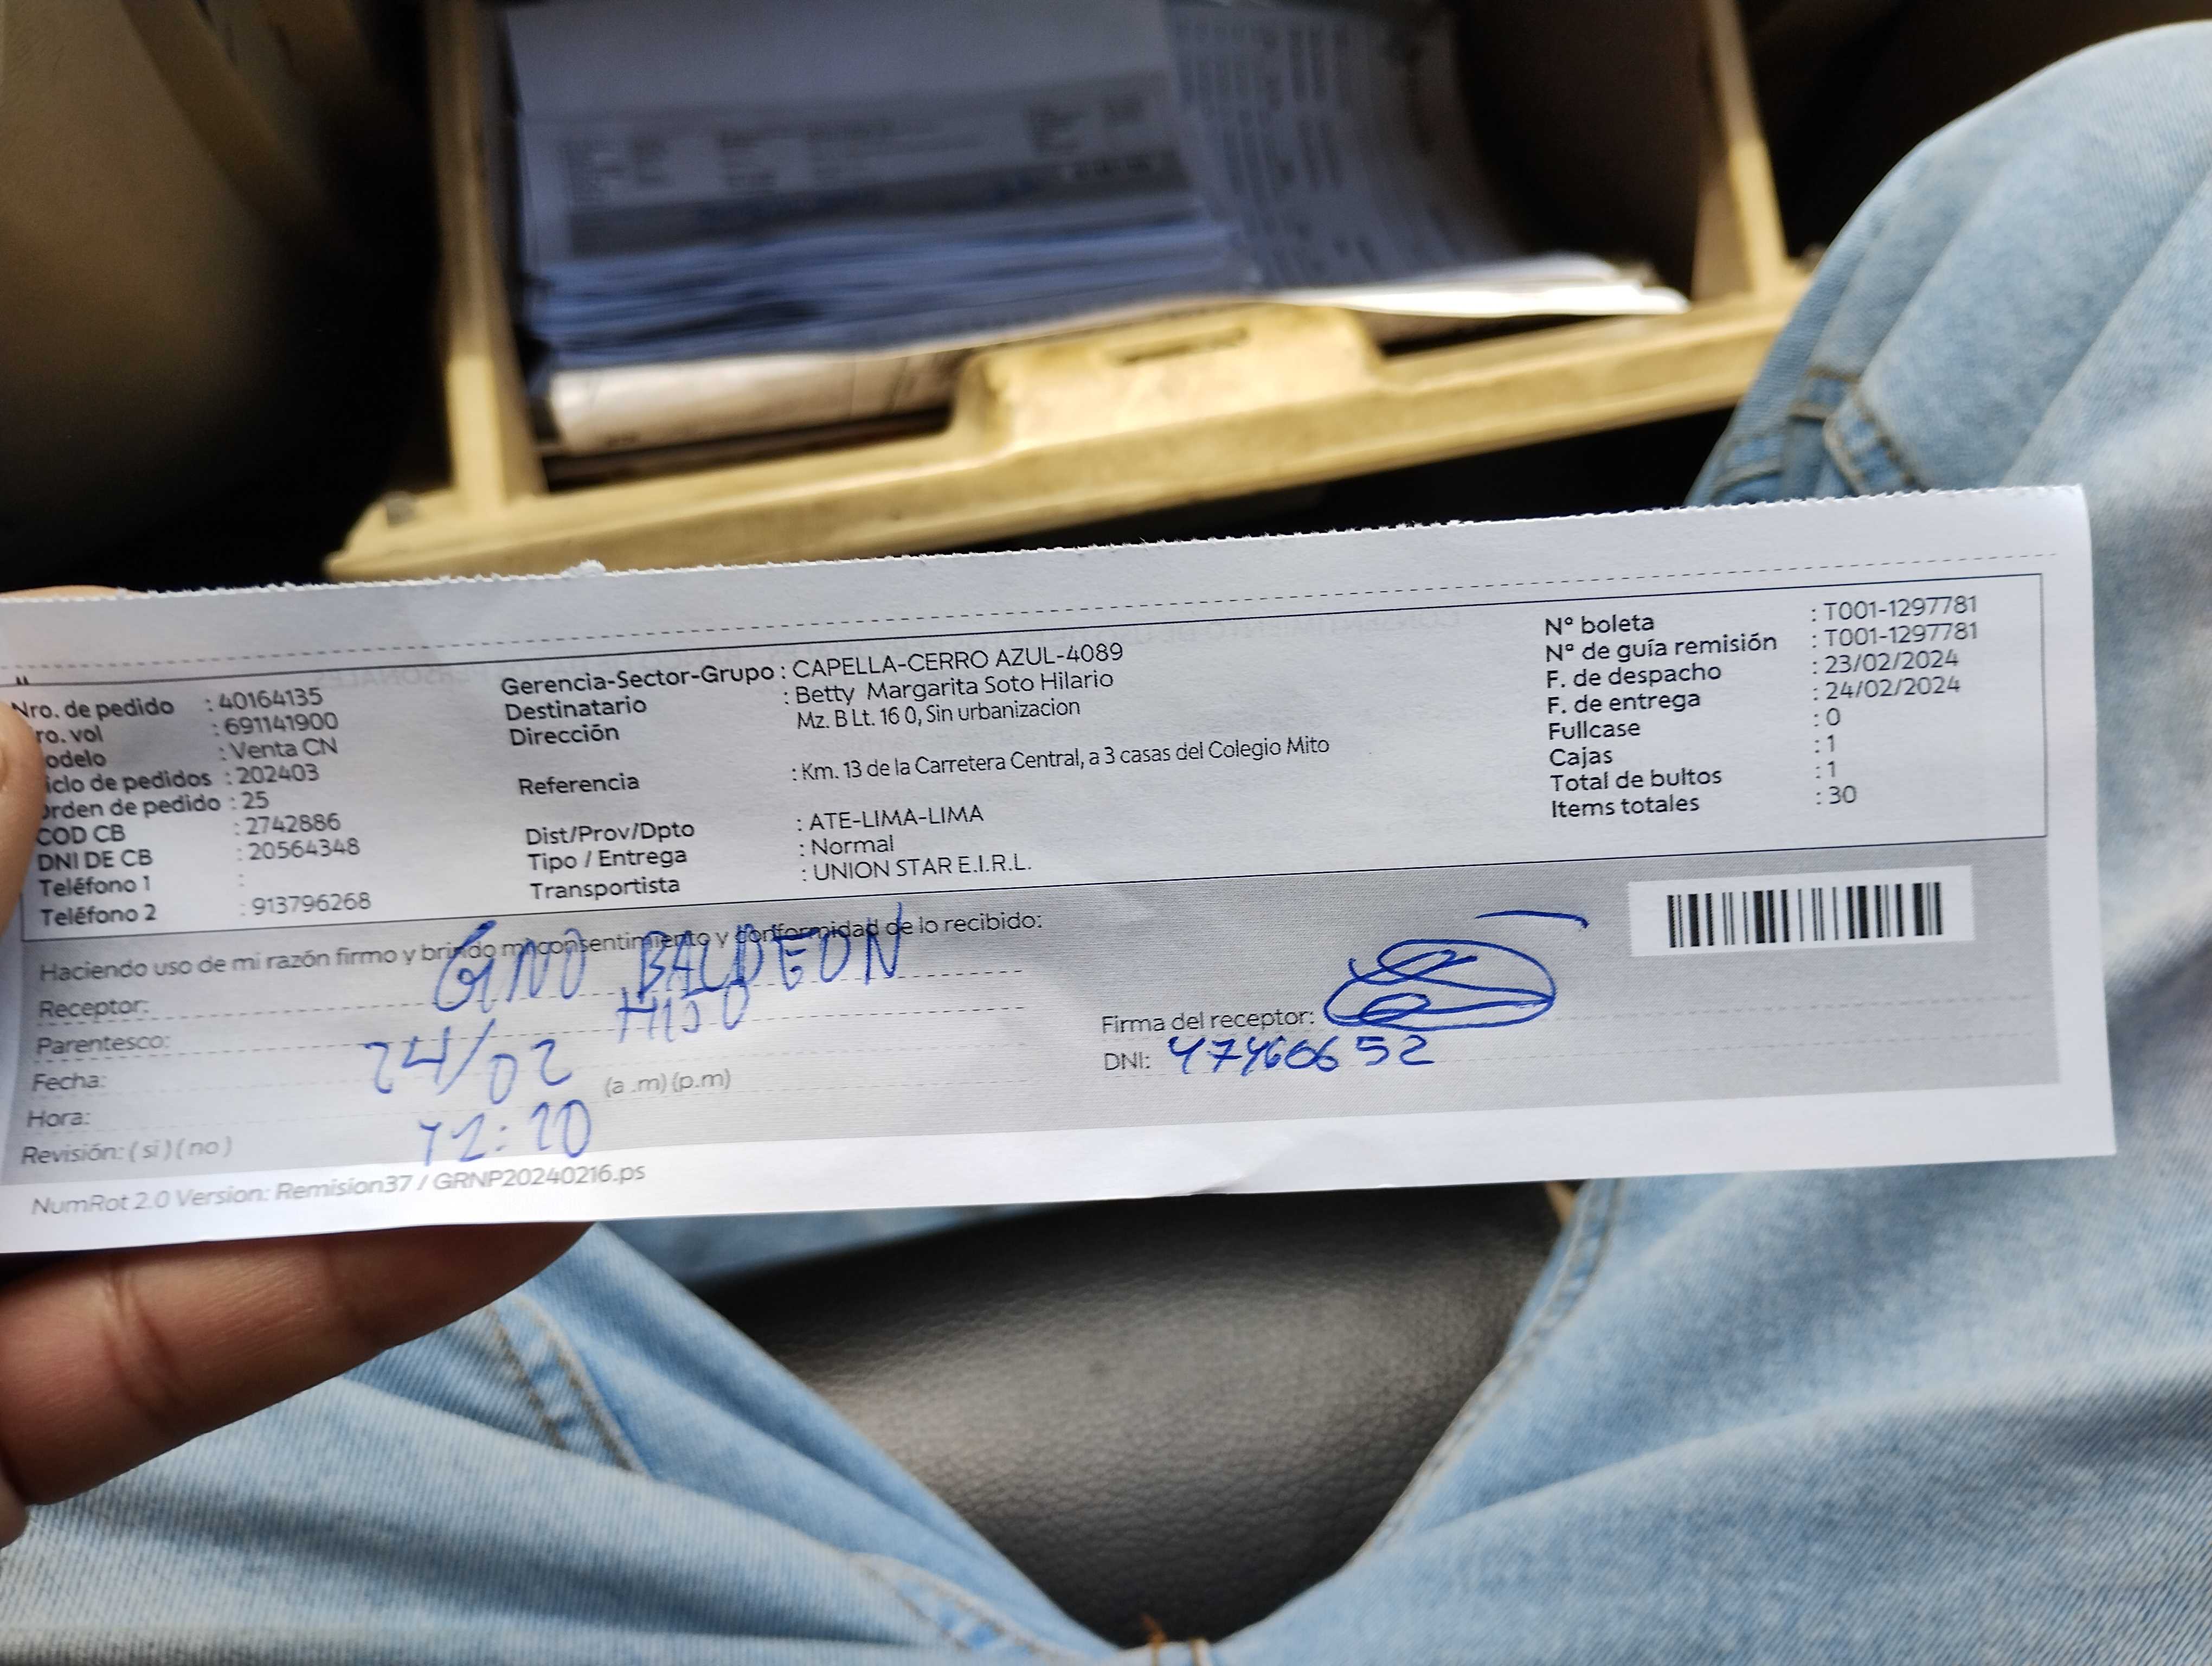 Nro. de pedido : 40164135
ro. vol : 691141900
odelo : Venta CN
iclo de pedidos : 202403
Orden de pedido : 25
COD CB : 2742886
DNI DE CB : 20564348
Teléfono 1 :
Teléfono 2 : 913796268
Gerencia-Sector-Grupo : CAPELLA-CERRO AZUL-4089
Destinatario : Betty Margarita Soto Hilario
Dirección Mz. B Lt. 16 0, Sin urbanizacion
Referencia : Km. 13 de la Carretera Central, a 3 casas del Colegio Mito
Dist/Prov/Dpto : ATE-LIMA-LIMA
Tipo / Entrega : Normal
Transportista : UNION STAR E.I.R.L.
N° boleta : T001-1297781
N° de guía remisión : T001-1297781
F. de despacho : 23/02/2024
F. de entrega : 24/02/2024
Fullcase : 0
Cajas : 1
Total de bultos : 1
Items totales : 30
Haciendo uso de mi razón firmo y brindo mi consentimiento y conformidad de lo recibido:
Receptor: GINO BALDEON
Parentesco: HIJO
Fecha: 24/02
Hora: (a .m) (p.m)
12:20
Revisión: ( si ) ( no )
Firma del receptor:
DNI: 47460652
NumRot 2.0 Version: Remision37 / GRNP20240216.ps